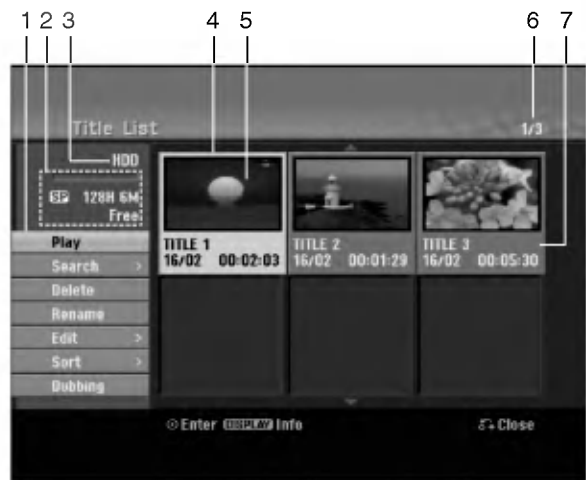 1 2 3 4 5 6 7
Title List
1/3
HDD
SP 128H 6M
Free
Play
Search >
Delete
Rename
Edit >
Sort >
Dubbing
TITLE 1
16/02 00:02:03
TITLE 2
16/02 00:01:29
TITLE 3
16/02 00:05:30
Enter DISPLAY Info
Close